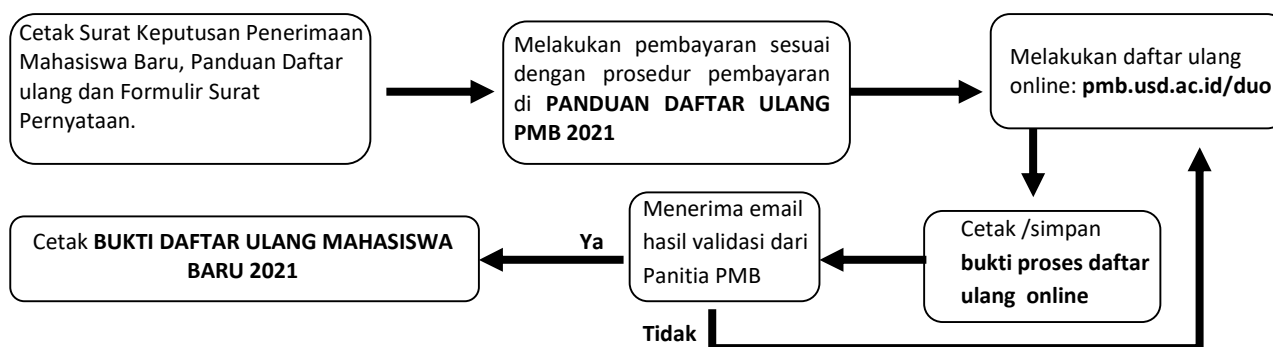 Cetak Surat Keputusan Penerimaan
Mahasiswa Baru, Panduan Daftar
ulang dan Formulir Surat
Pernyataan.
Melakukan pembayaran sesuai
dengan prosedur pembayaran
di PANDUAN DAFTAR ULANG
PMB 2021
Melakukan daftar ulang
online: pmb.usd.ac.id/duo
Cetak /simpan
bukti proses daftar
ulang online
Menerima email
hasil validasi dari
Panitia PMB
Ya
Cetak BUKTI DAFTAR ULANG MAHASISWA
BARU 2021
Tidak